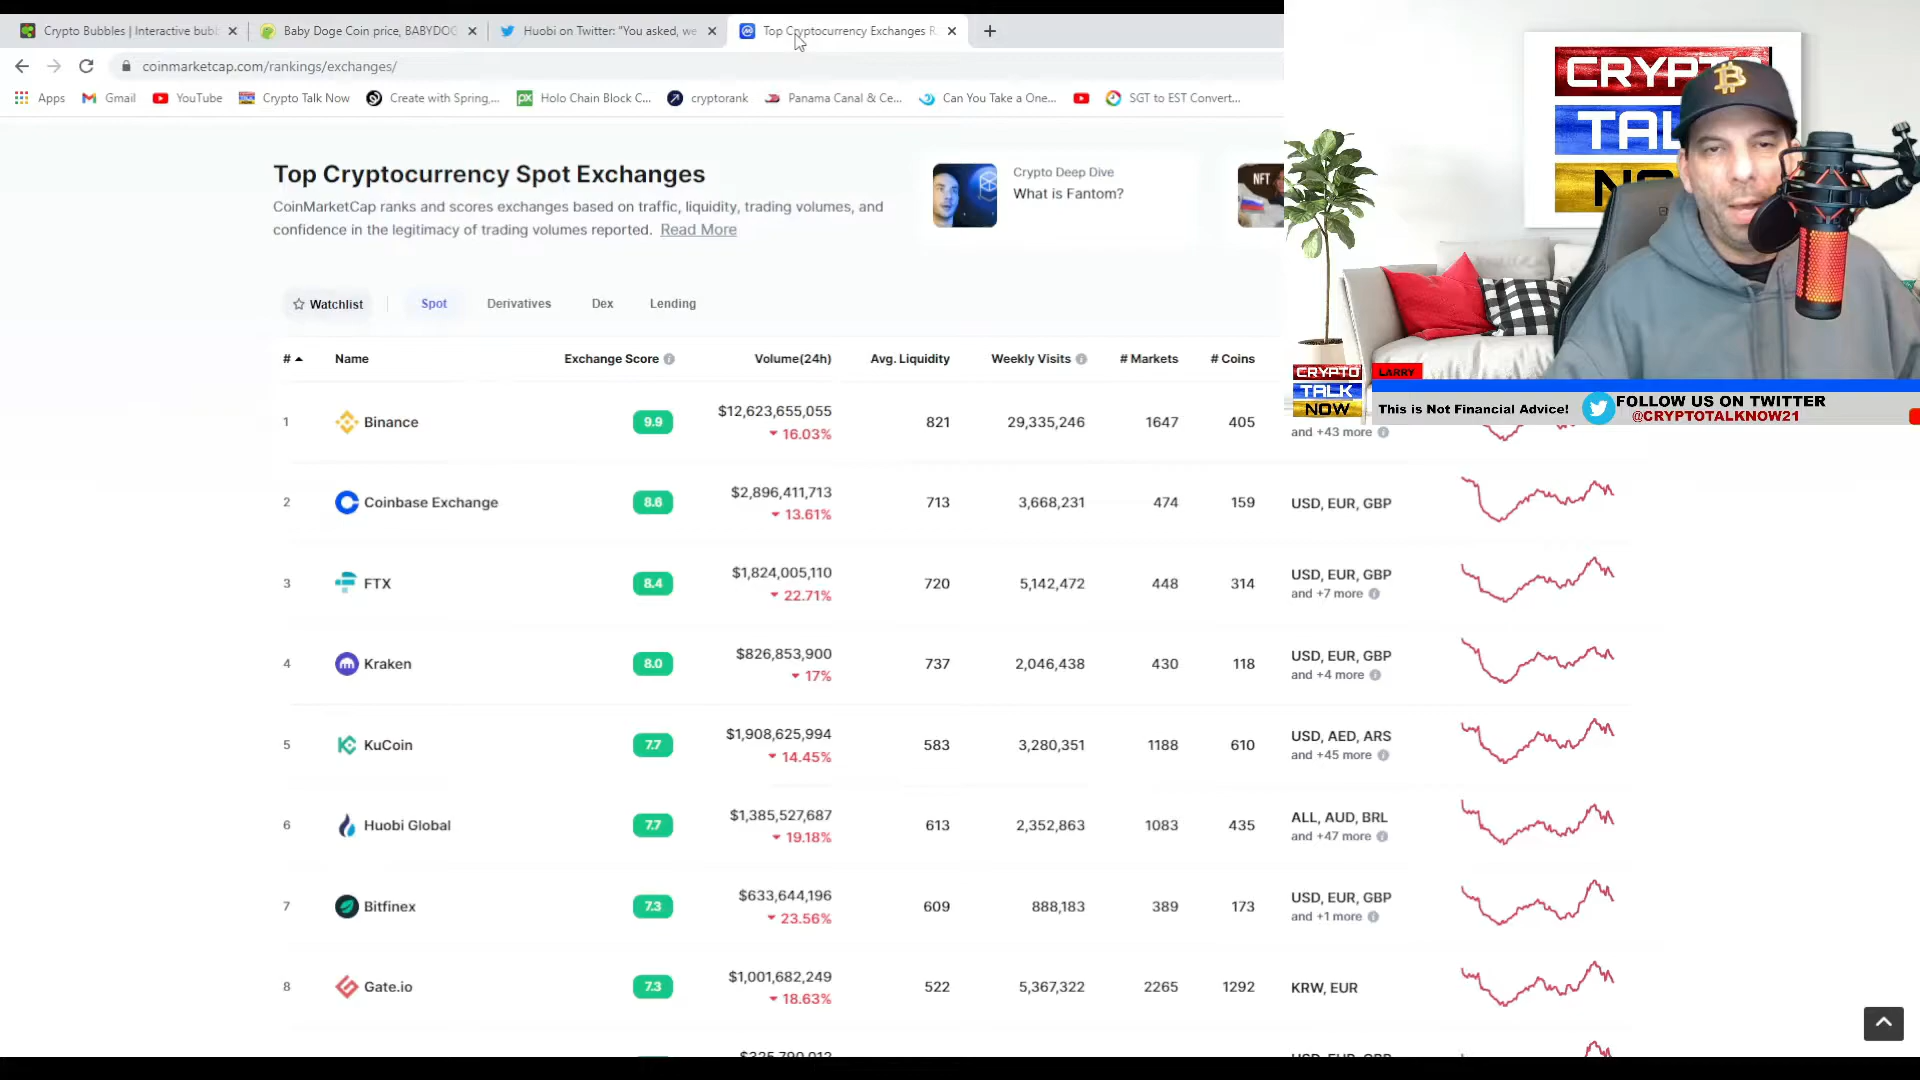 Crypto Bubbles | Interactive bubb
Baby Doge Coin price, BABYDOG
Huobi on Twitter: "You asked, we
Top Cryptocurrency Exchanges R
coinmarketcap.com/rankings/exchanges/
Apps Gmail YouTube Crypto Talk Now Create with Spring,... Holo Chain Block C... cryptorank Panama Canal & Ce... Can You Take a One... SGT to EST Convert...
Top Cryptocurrency Spot Exchanges
CoinMarketCap ranks and scores exchanges based on traffic, liquidity, trading volumes, and
confidence in the legitimacy of trading volumes reported. Read More
Crypto Deep Dive
What is Fantom?
NFT
Watchlist Spot Derivatives Dex Lending
# Name Exchange Score Volume(24h) Avg. Liquidity Weekly Visits # Markets # Coins
1 Binance 9.9 $12,623,655,055 821 29,335,246 1647 405
16.03%
and +43 more
2 Coinbase Exchange 8.6 $2,896,411,713 713 3,668,231 474 159 USD, EUR, GBP
13.61%
3 FTX 8.4 $1,824,005,110 720 5,142,472 448 314 USD, EUR, GBP
22.71% and +7 more
4 Kraken 8.0 $826,853,900 737 2,046,438 430 118 USD, EUR, GBP
17% and +4 more
5 KuCoin 7.7 $1,908,625,994 583 3,280,351 1188 610 USD, AED, ARS
14.45% and +45 more
6 Huobi Global 7.7 $1,385,527,687 613 2,352,863 1083 435 ALL, AUD, BRL
19.18% and +47 more
7 Bitfinex 7.3 $633,644,196 609 888,183 389 173 USD, EUR, GBP
23.56% and +1 more
8 Gate.io 7.3 $1,001,682,249 522 5,367,322 2265 1292 KRW, EUR
18.63%
CRYPTO
TALK
NOW
LARRY
This is Not Financial Advice!
FOLLOW US ON TWITTER
@CRYPTOTALKNOW21